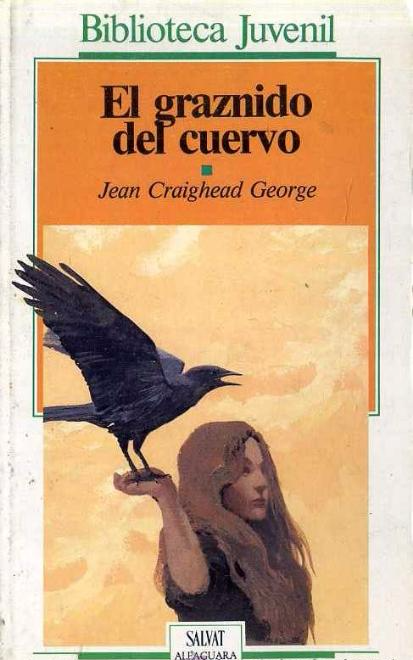 Biblioteca Juvenil
El graznido
del cuervo
Jean Craighead George
SALVAT
ALFAGUARA